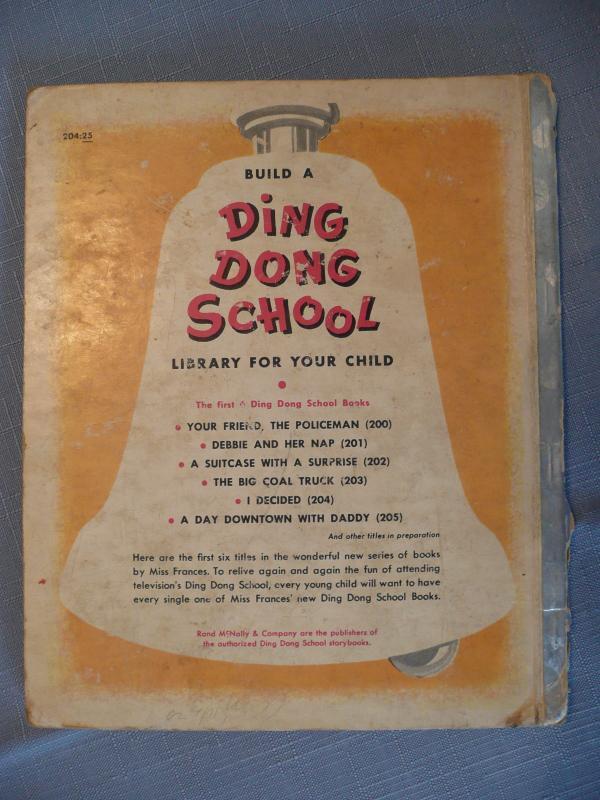 204:25
BUILD A
DING
DONG
SCHOOL
LIBRARY FOR YOUR CHILD
The first 6 Ding Dong School Books
• YOUR FRIEND, THE POLICEMAN (200)
• DEBBIE AND HER NAP (201)
• A SUITCASE WITH A SURPRISE (202)
• THE BIG COAL TRUCK (203)
• I DECIDED (204)
• A DAY DOWNTOWN WITH DADDY (205)
And other titles in preparation
Here are the first six titles in the wonderful new series of books
by Miss Frances. To relive again and again the fun of attending
television's Ding Dong School, every young child will want to have
every single one of Miss Frances' new Ding Dong School Books.
Rand McNally & Company are the publishers of
the authorized Ding Dong School storybooks.